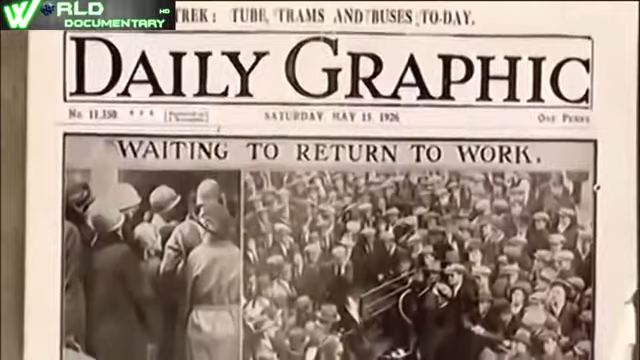 WORLD HD
DOCUMENTARY
TREK: TUBE, TRAMS AND BUSES TO-DAY.
DAILY GRAPHIC
No. 11,350 SATURDAY MAY 15, 1926 ONE PENNY
WAITING TO RETURN TO WORK.